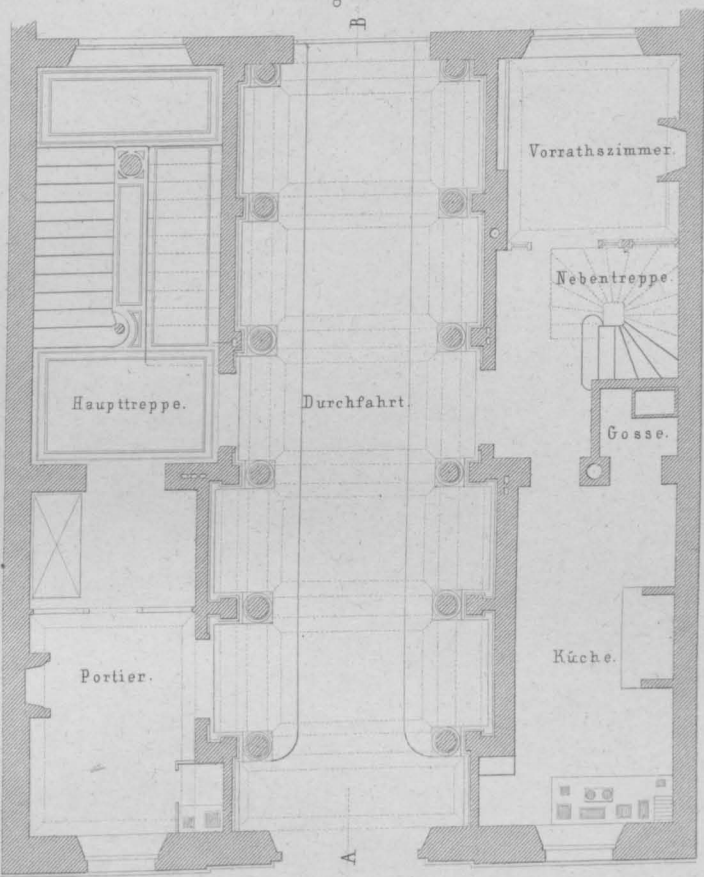 B
Vorrathszimmer.
Nebentreppe.
Haupttreppe.
Durchfahrt.
Gosse.
Portier.
Küche.
A